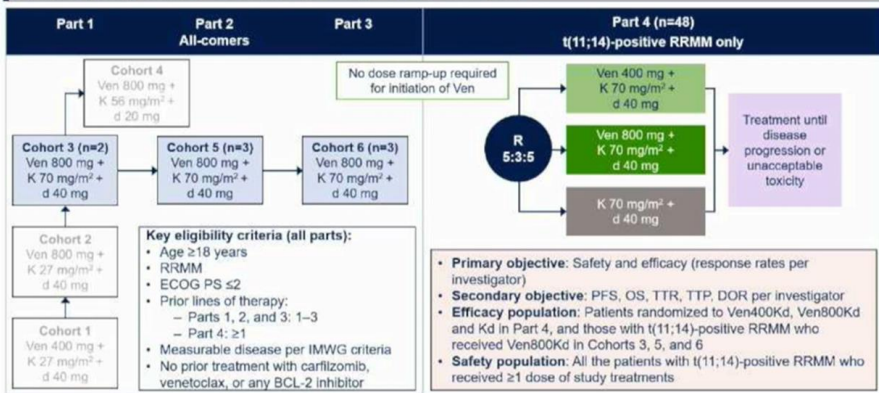 Part 1
Part 2
All-comers
Part 3
Part 4 (n=48)
t(11;14)-positive RRMM only
Cohort 4
Ven 800 mg +
K 56 mg/m² +
d 20 mg
No dose ramp-up required
for initiation of Ven
Cohort 3 (n=2)
Ven 800 mg +
K 70 mg/m² +
d 40 mg
Cohort 5 (n=3)
Ven 800 mg +
K 70 mg/m² +
d 40 mg
Cohort 6 (n=3)
Ven 800 mg +
K 70 mg/m² +
d 40 mg
Cohort 2
Ven 800 mg +
K 27 mg/m² +
d 40 mg
Cohort 1
Ven 400 mg +
K 27 mg/m² +
d 40 mg
Key eligibility criteria (all parts):
• Age ≥18 years
• RRMM
• ECOG PS ≤2
• Prior lines of therapy:
– Parts 1, 2, and 3: 1–3
– Part 4: ≥1
• Measurable disease per IMWG criteria
• No prior treatment with carfilzomib,
venetoclax, or any BCL-2 inhibitor
R
5:3:5
Ven 400 mg +
K 70 mg/m² +
d 40 mg
Ven 800 mg +
K 70 mg/m² +
d 40 mg
K 70 mg/m² +
d 40 mg
Treatment until
disease
progression or
unacceptable
toxicity
• Primary objective: Safety and efficacy (response rates per
investigator)
• Secondary objective: PFS, OS, TTR, TTP, DOR per investigator
• Efficacy population: Patients randomized to Ven400Kd, Ven800Kd
and Kd in Part 4, and those with t(11;14)-positive RRMM who
received Ven800Kd in Cohorts 3, 5, and 6
• Safety population: All the patients with t(11;14)-positive RRMM who
received ≥1 dose of study treatments